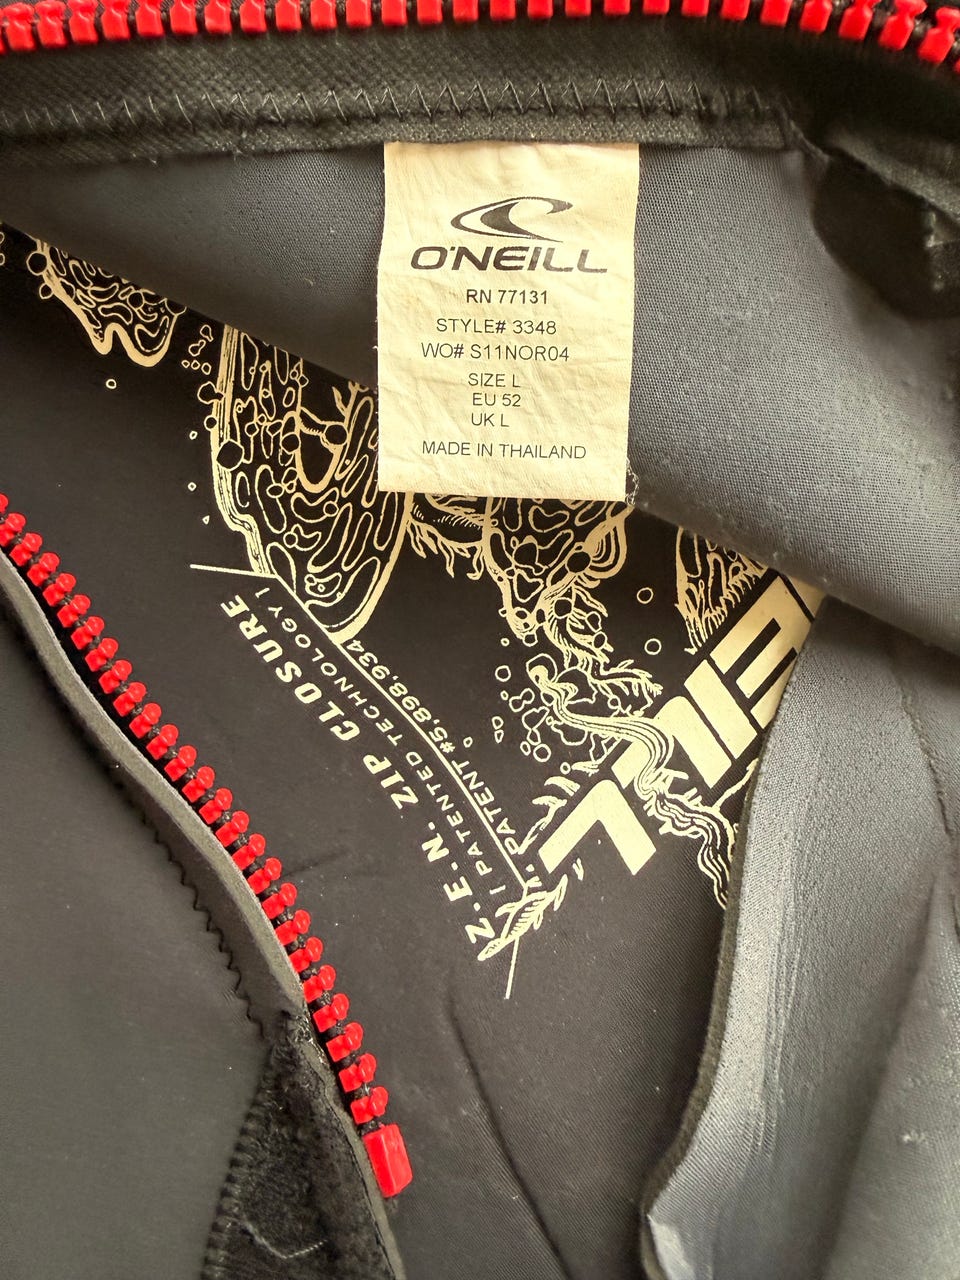 O'NEILL
RN 77131
STYLE# 3348
WO# S11NOR04
SIZE L
EU 52
UK L
MADE IN THAILAND
Z.E.N. ZIP CLOSURE
| PATENTED TECHNOLOGY |
PATENT #5,898,934